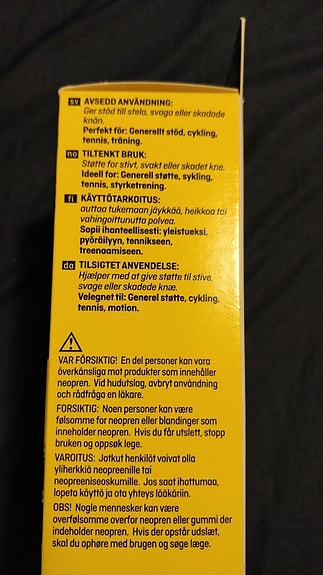 sv AVSEDD ANVÄNDNING:
Ger stöd till stela, svaga eller skadade
knän.
Perfekt för: Generellt stöd, cykling,
tennis, träning.
no TILTENKT BRUK:
Støtte for stivt, svakt eller skadet kne.
Ideell for: Generell støtte, sykling,
tennis, styrketrening.
fi KÄYTTÖTARKOITUS:
auttaa tukemaan jäykkää, heikkoa tai
vahingoittunutta polvea.
Sopii ihanteellisesti: yleistueksi,
pyöräilyyn, tennikseen,
treenaamiseen.
da TILSIGTET ANVENDELSE:
Hjælper med at give støtte til stive,
svage eller skadede knæ.
Velegnet til: Generel støtte, cykling,
tennis, motion.
VAR FÖRSIKTIG! En del personer kan vara
överkänsliga mot produkter som innehåller
neopren. Vid hudutslag, avbryt användning
och rådfråga en läkare.
FORSIKTIG: Noen personer kan være
følsomme for neopren eller blandinger som
inneholder neopren. Hvis du får utslett, stopp
bruken og oppsøk lege.
VAROITUS: Jotkut henkilöt voivat olla
yliherkkiä neopreenille tai
neopreeniseoskumille. Jos saat ihottumaa,
lopeta käyttö ja ota yhteys lääkäriin.
OBS! Nogle mennesker kan være
overfølsomme overfor neopren eller gummi der
indeholder neopren. Hvis der opstår udslæt,
skal du ophøre med brugen og søge læge.